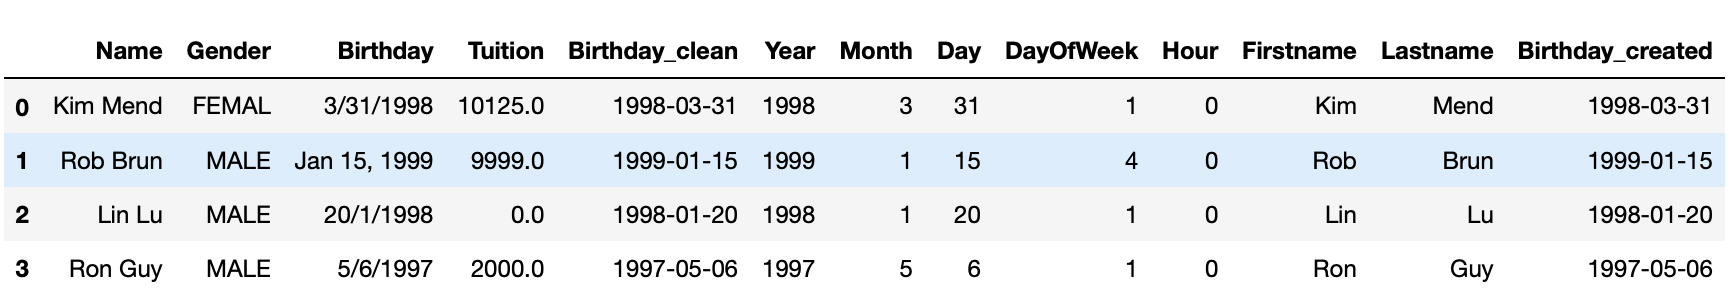 Name Gender Birthday Tuition Birthday_clean Year Month Day DayOfWeek Hour Firstname Lastname Birthday_created
0 Kim Mend FEMAL 3/31/1998 10125.0 1998-03-31 1998 3 31 1 0 Kim Mend 1998-03-31
1 Rob Brun MALE Jan 15, 1999 9999.0 1999-01-15 1999 1 15 4 0 Rob Brun 1999-01-15
2 Lin Lu MALE 20/1/1998 0.0 1998-01-20 1998 1 20 1 0 Lin Lu 1998-01-20
3 Ron Guy MALE 5/6/1997 2000.0 1997-05-06 1997 5 6 1 0 Ron Guy 1997-05-06